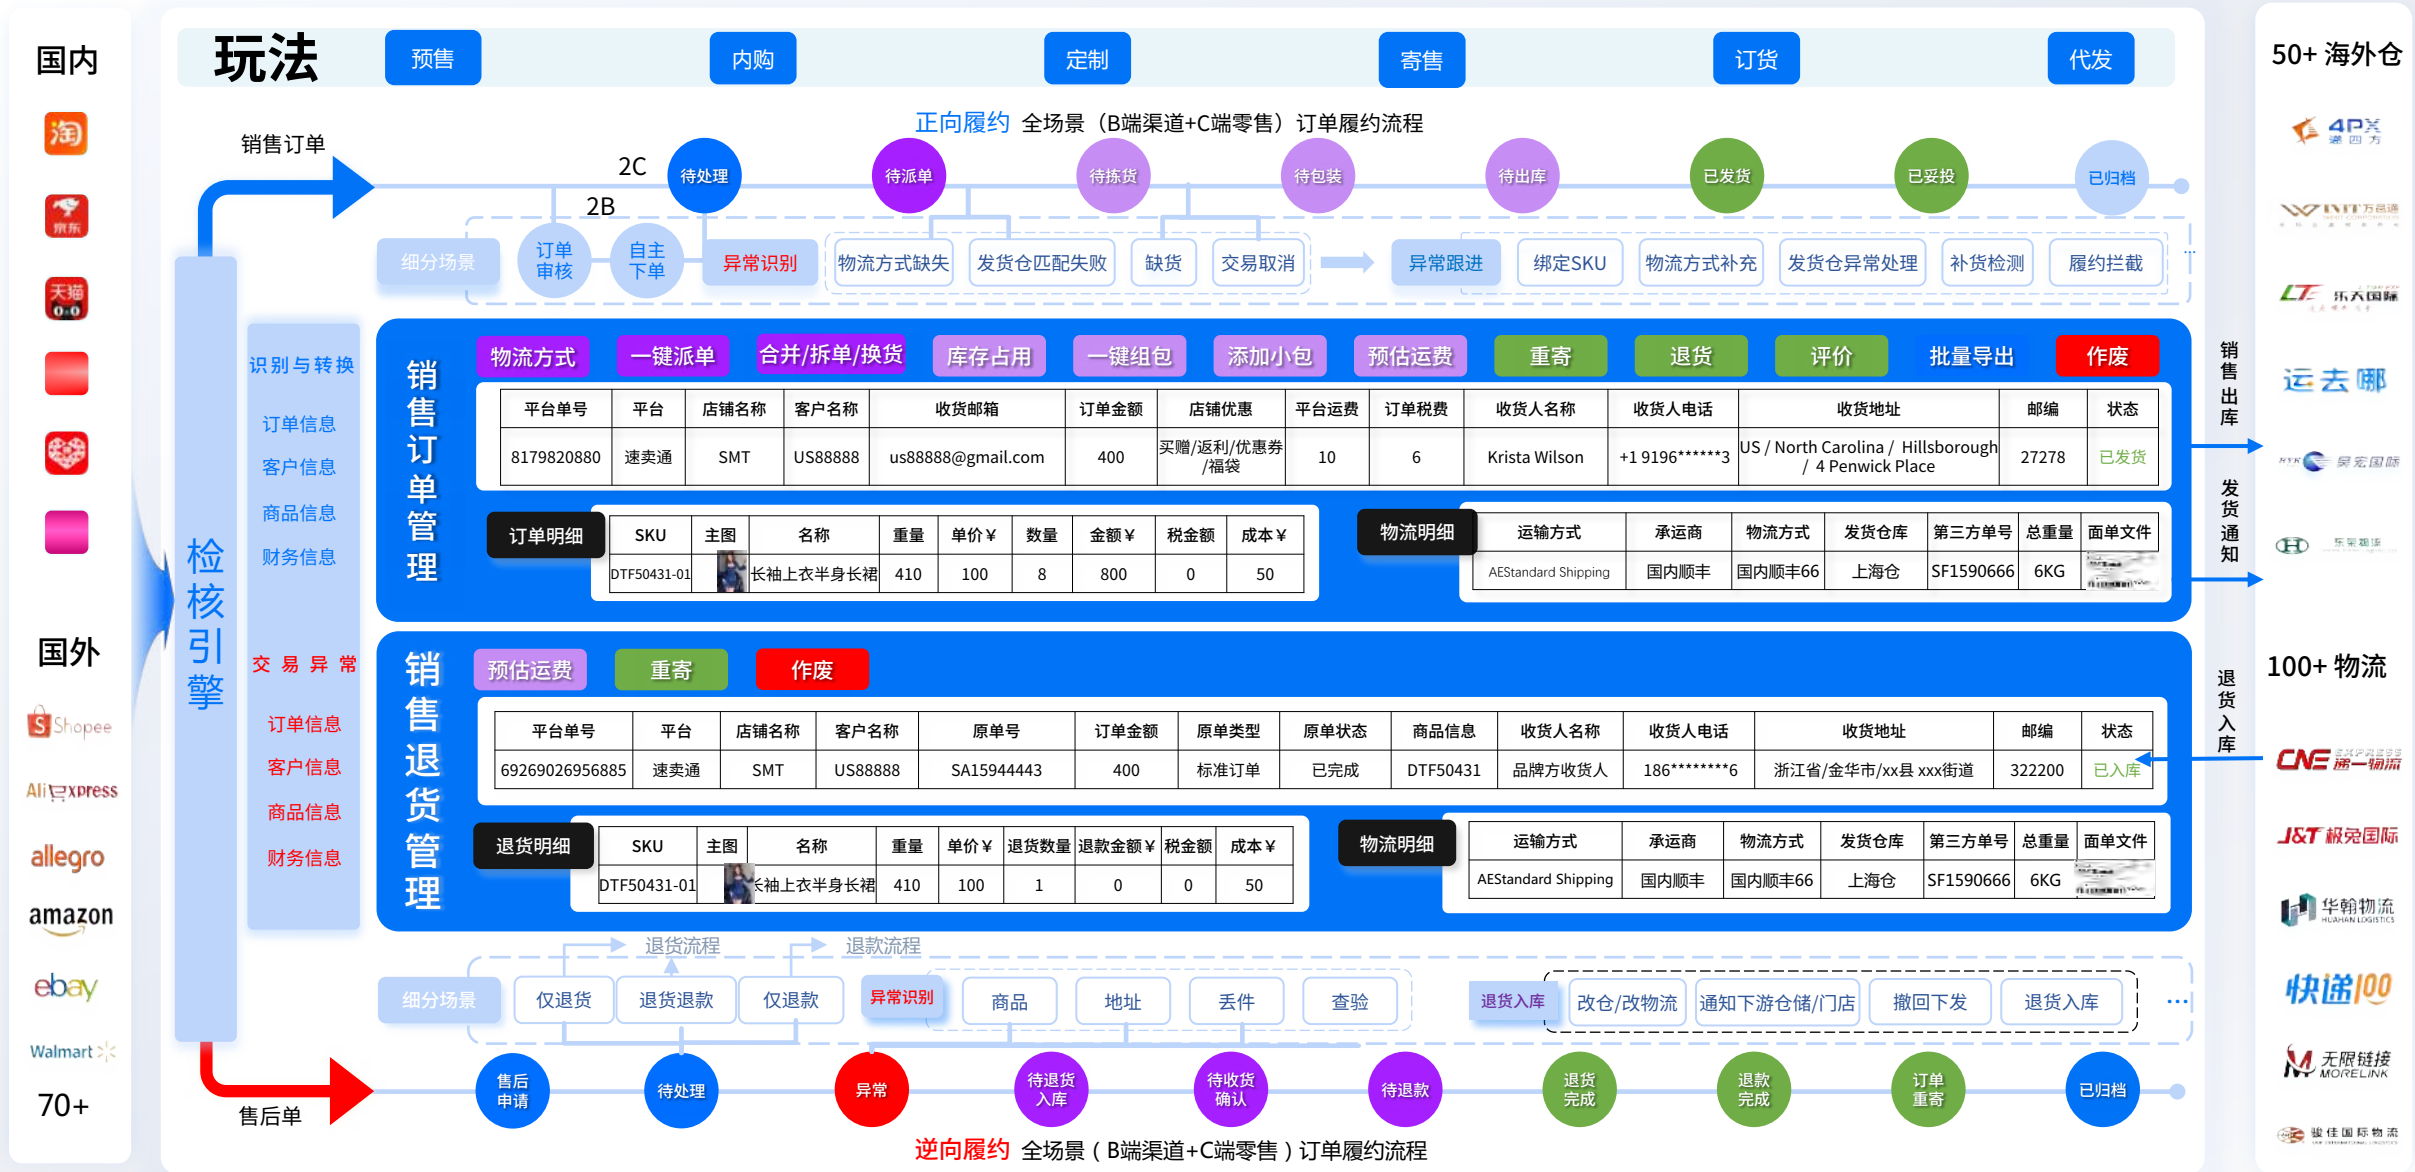 国内
淘
京东
天猫
国外
Shopee
AliExpress
allegro
amazon
ebay
Walmart
70+
玩法
预售
内购
定制
寄售
订货
代发
正向履约 全场景（B端渠道+C端零售）订单履约流程
销售订单
2C
待处理
待派单
待拣货
待包装
待出库
已发货
已妥投
已归档
2B
细分场景
订单
审核
自主
下单
异常识别
物流方式缺失
发货仓匹配失败
缺货
交易取消
异常跟进
绑定SKU
物流方式补充
发货仓异常处理
补货检测
履约拦截
...
检核引擎
识别与转换
订单信息
客户信息
商品信息
财务信息
交易异常
订单信息
客户信息
商品信息
财务信息
销售订单管理
物流方式
一键派单
合并/拆单/换货
库存占用
一键组包
添加小包
预估运费
重寄
退货
评价
批量导出
作废
平台单号 平台 店铺名称 客户名称 收货邮箱 订单金额 店铺优惠 平台运费 订单税费 收货人名称 收货人电话 收货地址 邮编 状态
8179820880 速卖通 SMT US88888 us88888@gmail.com 400 买赠/返利/优惠券/福袋 10 6 Krista Wilson +1 9196******3 US / North Carolina / Hillsborough / 4 Penwick Place 27278 已发货
订单明细
SKU 主图 名称 重量 单价¥ 数量 金额¥ 税金额 成本¥
DTF50431-01 长袖上衣半身长裙 410 100 8 800 0 50
物流明细
运输方式 承运商 物流方式 发货仓库 第三方单号 总重量 面单文件
AEStandard Shipping 国内顺丰 国内顺丰66 上海仓 SF1590666 6KG
销售退货管理
预估运费
重寄
作废
平台单号 平台 店铺名称 客户名称 原单号 订单金额 原单类型 原单状态 商品信息 收货人名称 收货人电话 收货地址 邮编 状态
69269026956885 速卖通 SMT US88888 SA15944443 400 标准订单 已完成 DTF50431 品牌方收货人 186********6 浙江省/金华市/xx县 xxx街道 322200 已入库
退货明细
SKU 主图 名称 重量 单价¥ 退货数量 退款金额¥ 税金额 成本¥
DTF50431-01 长袖上衣半身长裙 410 100 1 0 0 50
物流明细
运输方式 承运商 物流方式 发货仓库 第三方单号 总重量 面单文件
AEStandard Shipping 国内顺丰 国内顺丰66 上海仓 SF1590666 6KG
退货流程
退款流程
细分场景
仅退货
退货退款
仅退款
异常识别
商品
地址
丢件
查验
退货入库
改仓/改物流
通知下游仓储/门店
撤回下发
退货入库
...
售后单
售后
申请
待处理
异常
待退货
入库
待收货
确认
待退款
退货
完成
退款
完成
订单
重寄
已归档
逆向履约 全场景（B端渠道+C端零售）订单履约流程
销售出库
发货通知
退货入库
50+ 海外仓
4PX
递四方
WINIT万邑通
乐天国际
运去哪
昊宏国际
100+ 物流
CNE EXPRESS
递一物流
J&T 极兔国际
华翰物流
HUAHAN LOGISTICS
快递100
无限链接
MORELINK
骏佳国际物流